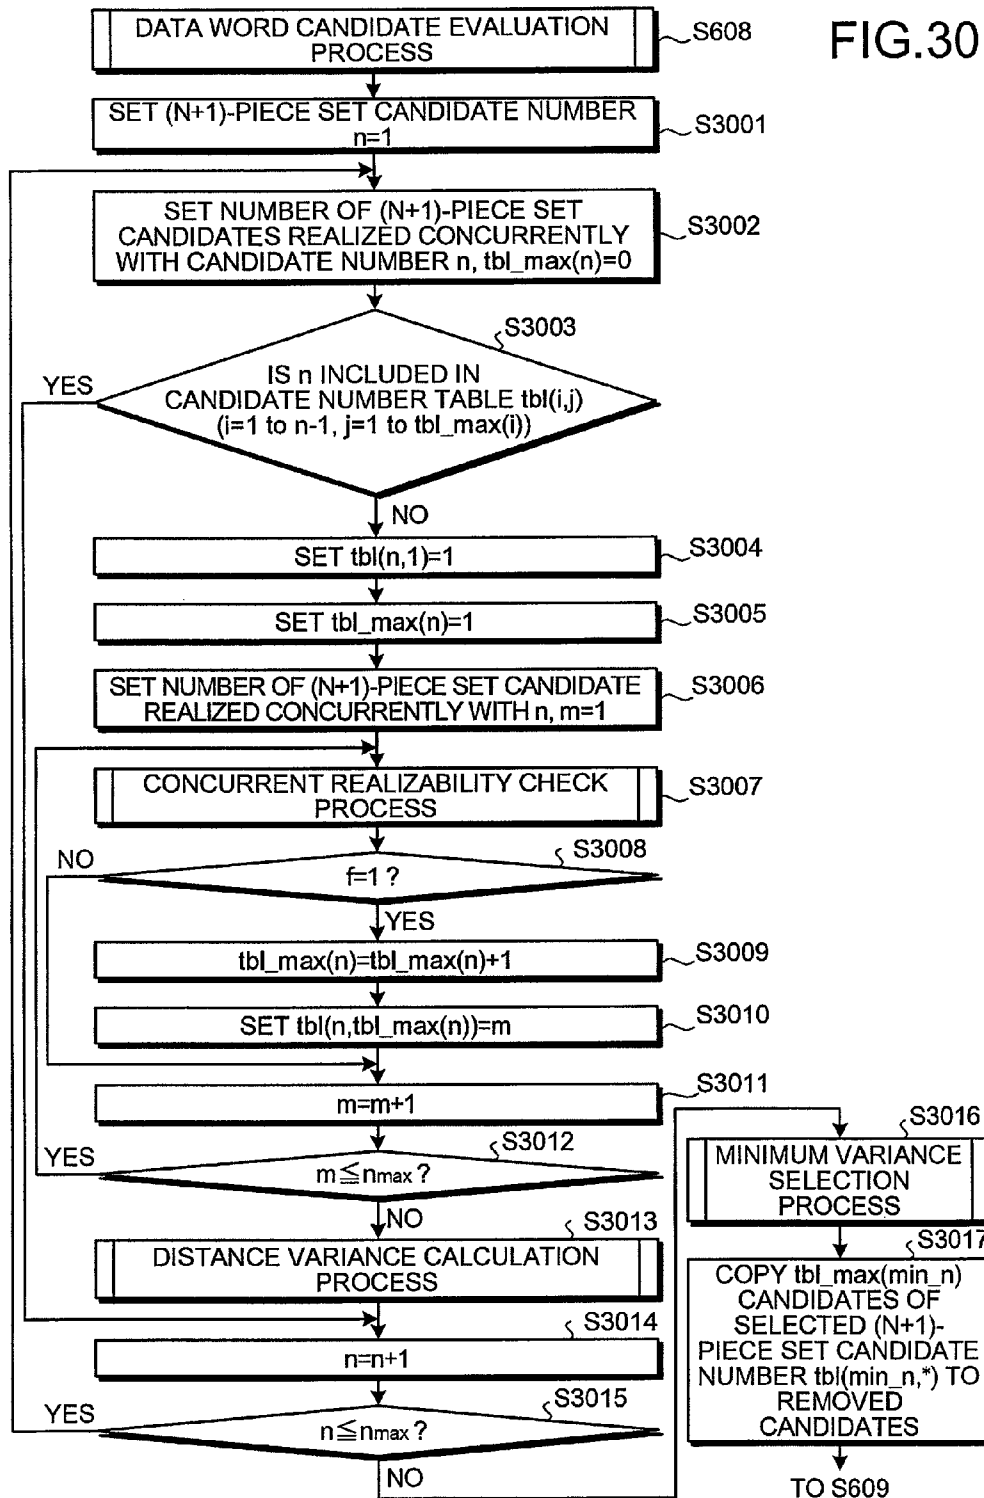 FIG.30
DATA WORD CANDIDATE EVALUATION
PROCESS
S608
SET (N+1)-PIECE SET CANDIDATE NUMBER
n=1
S3001
SET NUMBER OF (N+1)-PIECE SET
CANDIDATES REALIZED CONCURRENTLY
WITH CANDIDATE NUMBER n, tbl_max(n)=0
S3002
S3003
YES
IS n INCLUDED IN
CANDIDATE NUMBER TABLE tbl(i,j)
(i=1 to n-1, j=1 to tbl_max(i))
NO
SET tbl(n,1)=1
S3004
SET tbl_max(n)=1
S3005
SET NUMBER OF (N+1)-PIECE SET CANDIDATE
REALIZED CONCURRENTLY WITH n, m=1
S3006
CONCURRENT REALIZABILITY CHECK
PROCESS
S3007
NO
S3008
f=1 ?
YES
tbl_max(n)=tbl_max(n)+1
S3009
SET tbl(n,tbl_max(n))=m
S3010
m=m+1
S3011
YES
S3012
m≦nmax ?
NO
DISTANCE VARIANCE CALCULATION
PROCESS
S3013
S3014
n=n+1
YES
S3015
n≦nmax ?
NO
S3016
MINIMUM VARIANCE
SELECTION
PROCESS
S3017
COPY tbl_max(min_n)
CANDIDATES OF
SELECTED (N+1)-
PIECE SET CANDIDATE
NUMBER tbl(min_n,*) TO
REMOVED
CANDIDATES
TO S609